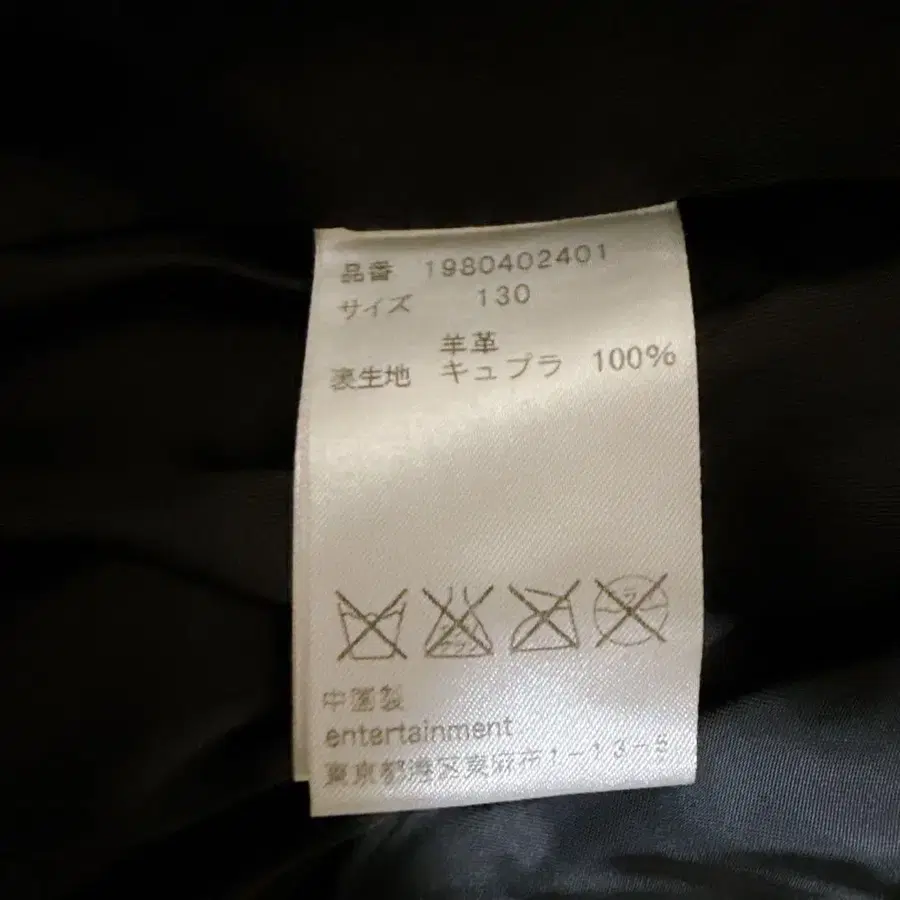 品番 1980402401
サイズ 130
羊革
表生地 キュプラ 100%
中国製
entertainment
東京都港区東麻布1-13-5